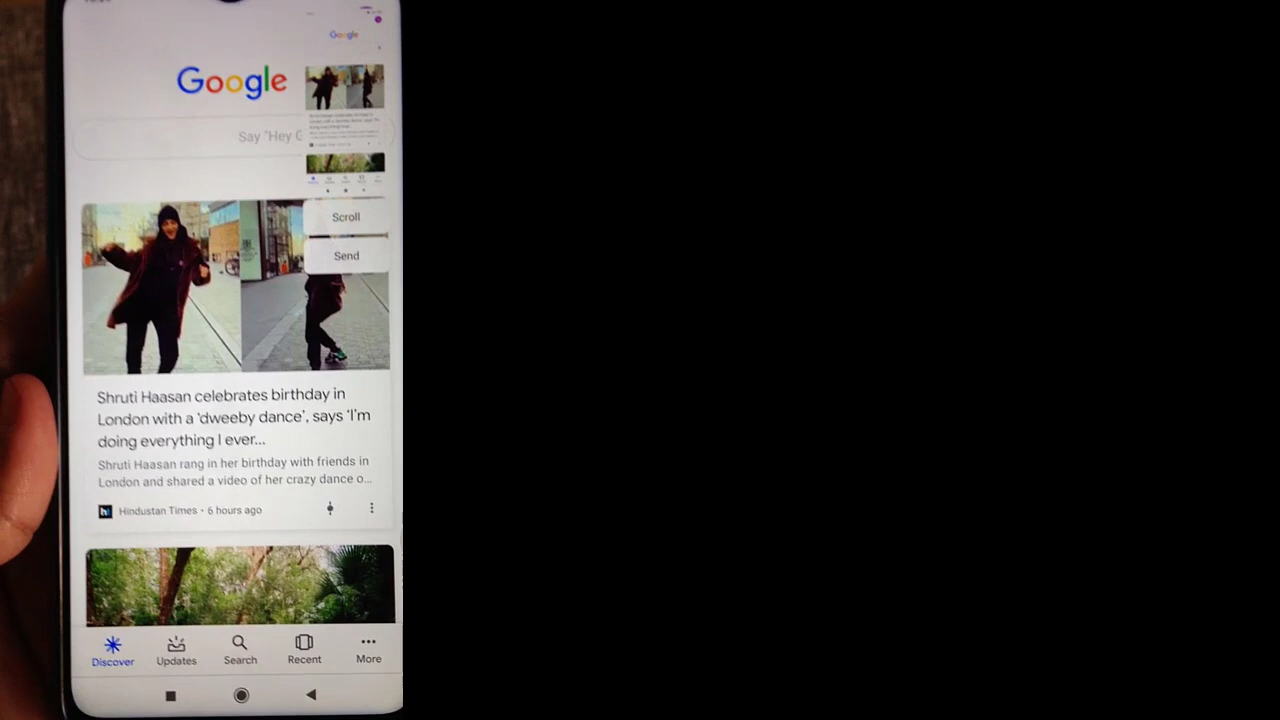 Google
Google
Say "Hey G
Scroll
Send
Shruti Haasan celebrates birthday in
London with a 'dweeby dance', says 'I'm
doing everything I ever...
Shruti Haasan rang in her birthday with friends in
London and shared a video of her crazy dance o...
Hindustan Times • 6 hours ago
Discover
Updates
Search
Recent
More